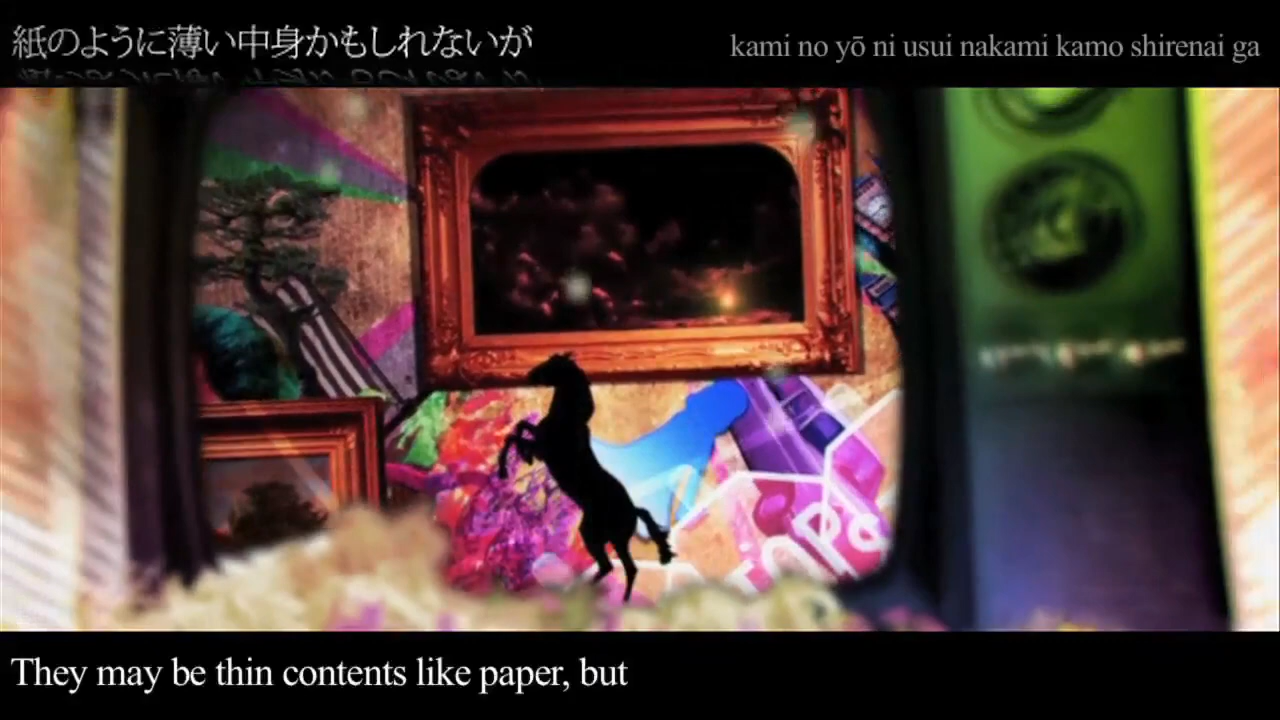 紙のように薄い中身かもしれないが
kami no yō ni usui nakami kamo shirenai ga
They may be thin contents like paper, but